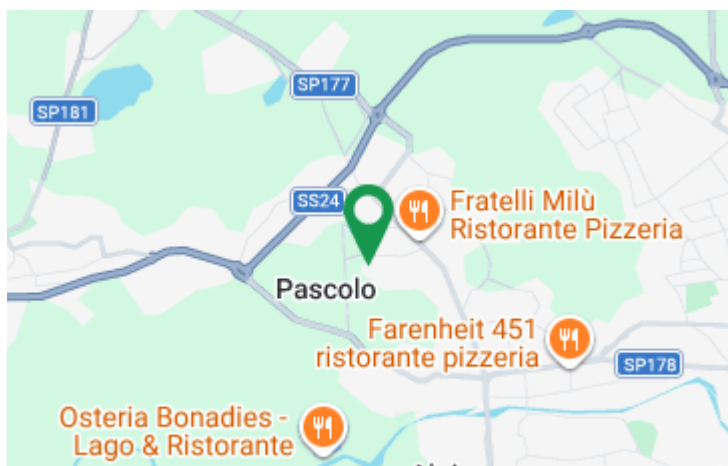 SP177
SP181
SS24
Fratelli Milù
Ristorante Pizzeria
Pascolo
Farenheit 451
ristorante pizzeria
SP178
Osteria Bonadies -
Lago & Ristorante